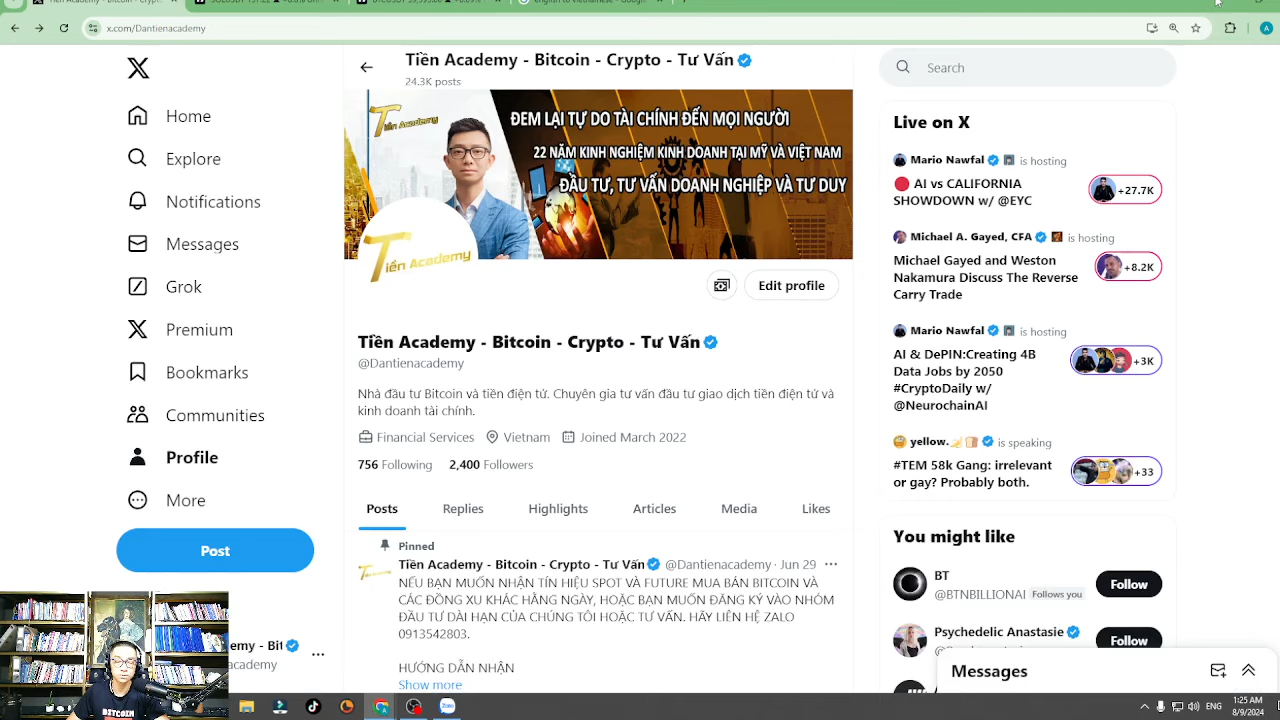 x.com/Dantienacademy
Tiền Academy - Bitcoin - Crypto - Tư Vấn
24.3K posts
Search
Home
Explore
Notifications
Messages
Grok
Premium
Bookmarks
Communities
Profile
More
Post
emy - Bit
academy
Tiền Academy
ĐEM LẠI TỰ DO TÀI CHÍNH ĐẾN MỌI NGƯỜI
22 NĂM KINH NGHIỆM KINH DOANH TẠI MỸ VÀ VIỆT NAM
ĐẦU TƯ, TƯ VẤN DOANH NGHIỆP VÀ TƯ DUY
Tiền Academy
Edit profile
Tiền Academy - Bitcoin - Crypto - Tư Vấn
@Dantienacademy
Nhà đầu tư Bitcoin và tiền điện tử. Chuyên gia tư vấn đầu tư giao dịch tiền điện tử và
kinh doanh tài chính.
Financial Services Vietnam Joined March 2022
756 Following 2,400 Followers
Posts Replies Highlights Articles Media Likes
Pinned
Tiền Academy - Bitcoin - Crypto - Tư Vấn @Dantienacademy · Jun 29
NẾU BẠN MUỐN NHẬN TÍN HIỆU SPOT VÀ FUTURE MUA BÁN BITCOIN VÀ
CÁC ĐỒNG XU KHÁC HẰNG NGÀY, HOẶC BẠN MUỐN ĐĂNG KÝ VÀO NHÓM
ĐẦU TƯ DÀI HẠN CỦA CHÚNG TÔI HOẶC TƯ VẤN. HÃY LIÊN HỆ ZALO
0913542803.
HƯỚNG DẪN NHẬN
Show more
Live on X
Mario Nawfal is hosting
AI vs CALIFORNIA
SHOWDOWN w/ @EYC
+27.7K
Michael A. Gayed, CFA is hosting
Michael Gayed and Weston
Nakamura Discuss The Reverse
Carry Trade
+8.2K
Mario Nawfal is hosting
AI & DePIN:Creating 4B
Data Jobs by 2050
#CryptoDaily w/
@NeurochainAI
+3K
yellow. is speaking
#TEM 58k Gang: irrelevant
or gay? Probably both.
+33
You might like
BT
@BTNBILLIONAI Follows you
Follow
Psychedelic Anastasie
Follow
Messages
BITCOIN
Zalo
ENG
1:25 AM
8/9/2024